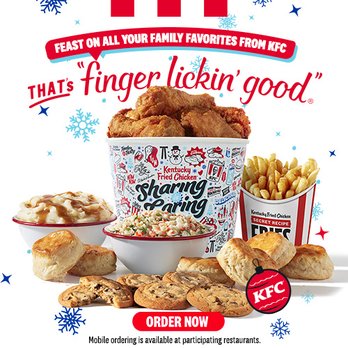 FEAST ON ALL YOUR FAMILY FAVORITES FROM KFC
THAT's "finger lickin' good"®
Kentucky
Fried Chicken
Sharing
Caring
Kentucky Fried Chicken
SECRET RECIPE
FRIES
KFC
ORDER NOW
Mobile ordering is available at participating restaurants.